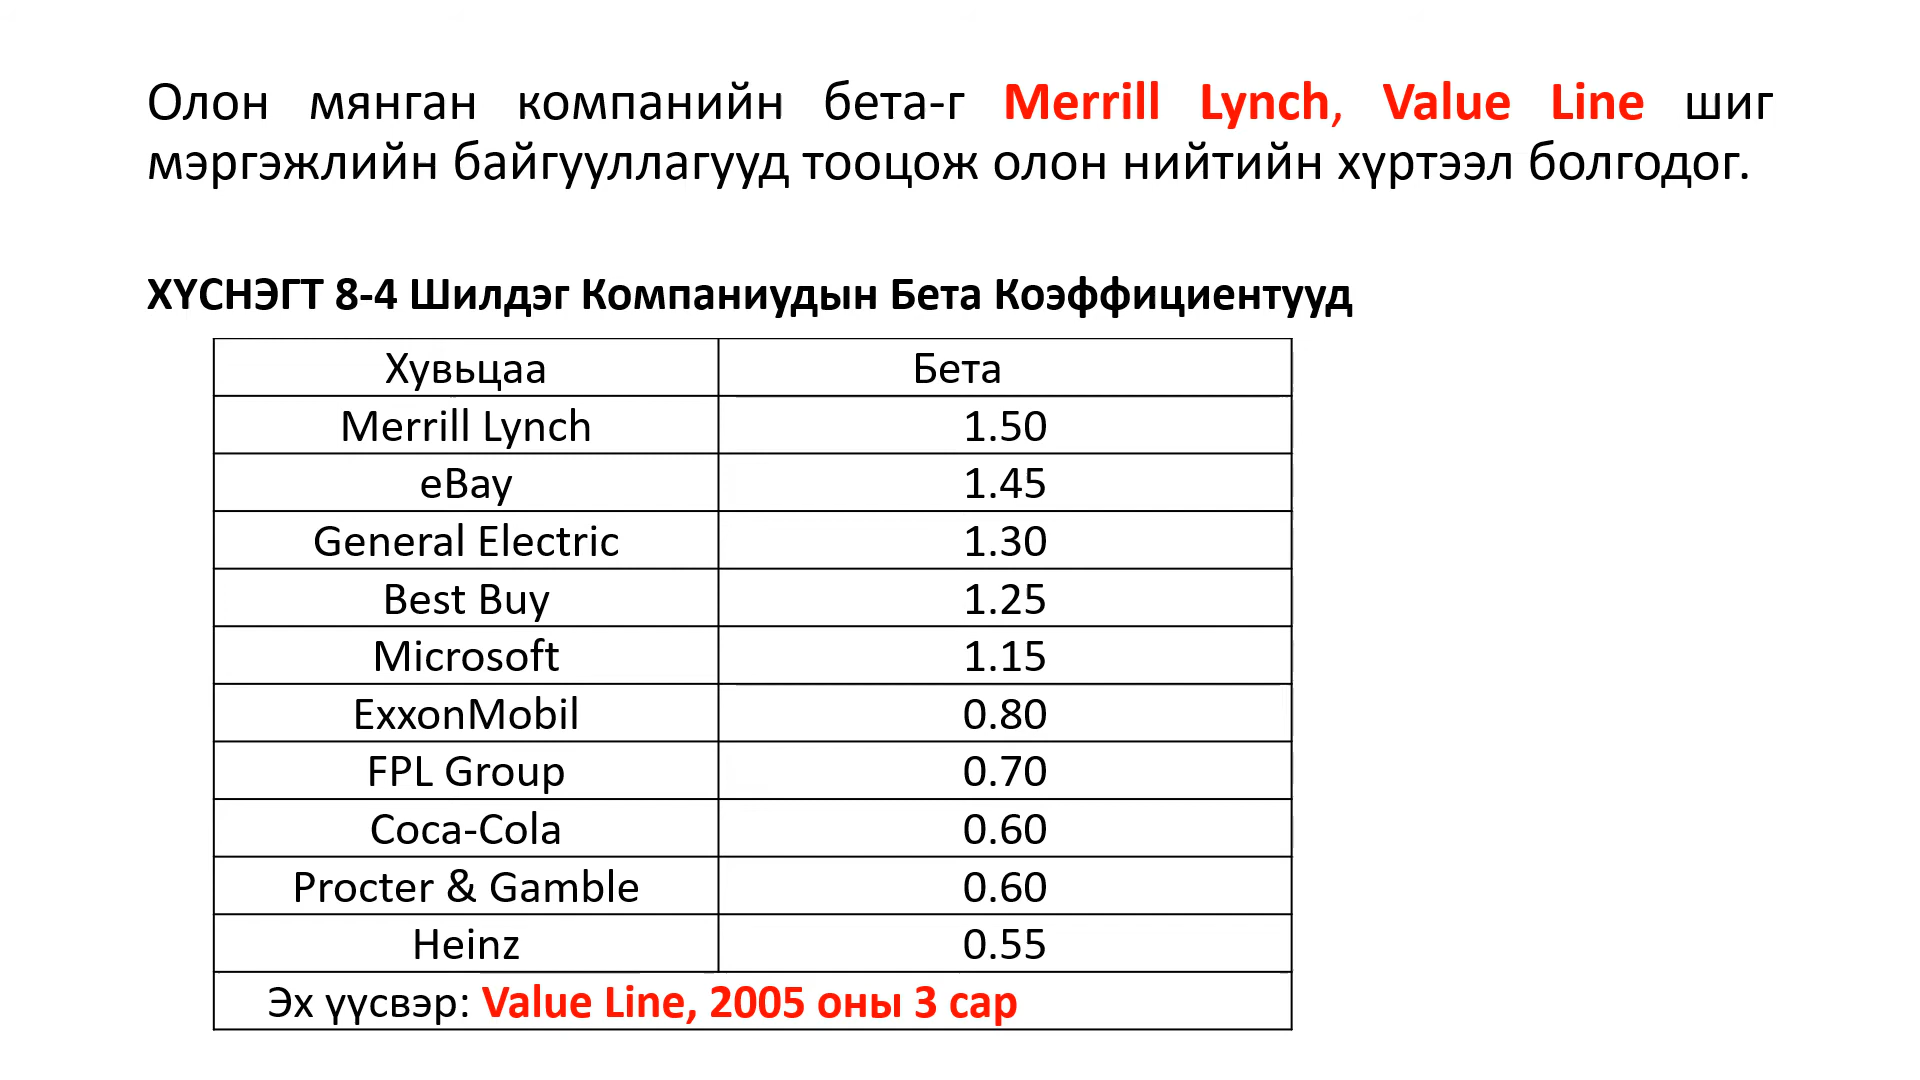 Олон мянган компанийн бета-г Merrill Lynch, Value Line шиг
мэргэжлийн байгууллагууд тооцож олон нийтийн хүртээл болгодог.
ХҮСНЭГТ 8-4 Шилдэг Компаниудын Бета Коэффициентууд
Хувьцаа Бета
Merrill Lynch 1.50
eBay 1.45
General Electric 1.30
Best Buy 1.25
Microsoft 1.15
ExxonMobil 0.80
FPL Group 0.70
Coca-Cola 0.60
Procter & Gamble 0.60
Heinz 0.55
Эх үүсвэр: Value Line, 2005 оны 3 сар